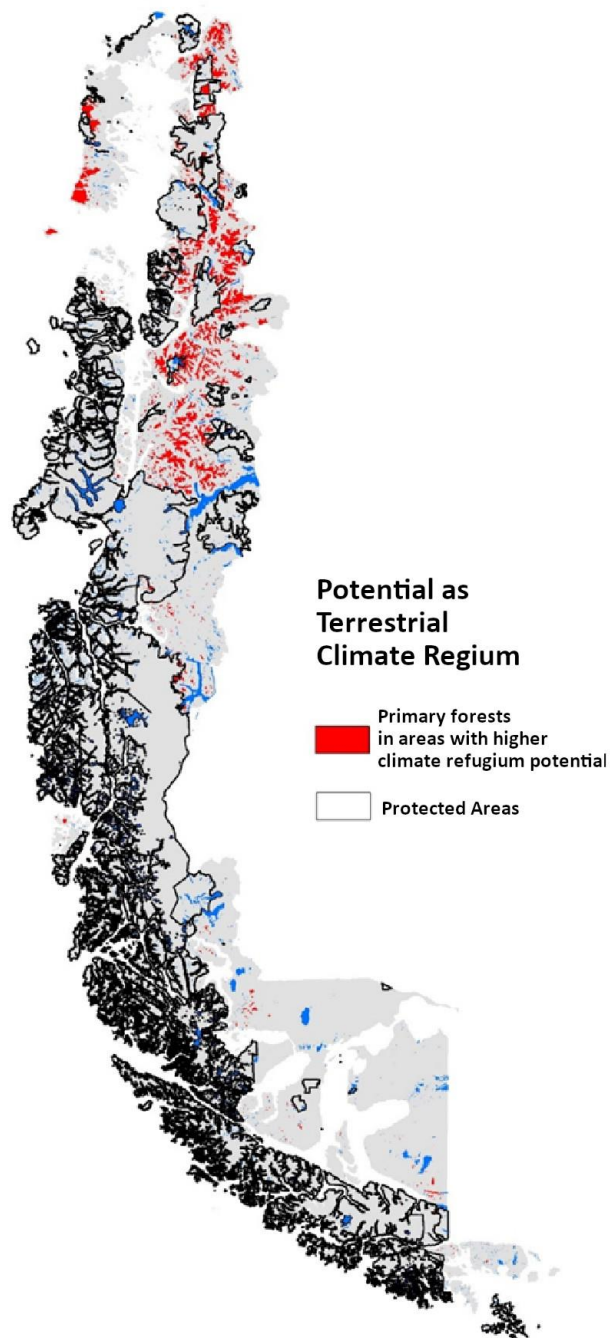 Potential as
Terrestrial
Climate Regium
Primary forests
in areas with higher
climate refugium potential
Protected Areas